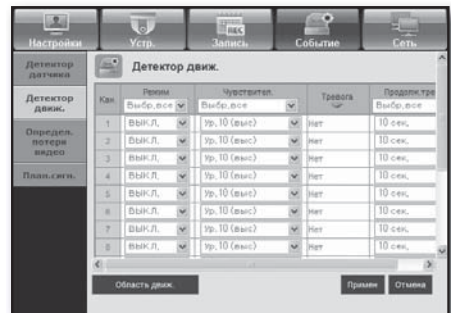 REC
Настройки Устр. Запись Событие Сеть
Детектор датчика
Детектор движ.
Определ. потери видео
План.сигн.
Детектор движ.
Кан. Режим Чувствител. Тревога Продолж.тре
Выбр,все Выбр,все Выбр,все
1 ВЫКЛ, Ур,10 (выс) Нет 10 сек,
2 ВЫКЛ, Ур,10 (выс) Нет 10 сек,
3 ВЫКЛ, Ур,10 (выс) Нет 10 сек,
4 ВЫКЛ, Ур,10 (выс) Нет 10 сек,
5 ВЫКЛ, Ур,10 (выс) Нет 10 сек,
6 ВЫКЛ, Ур,10 (выс) Нет 10 сек,
7 ВЫКЛ, Ур,10 (выс) Нет 10 сек,
8 ВЫКЛ, Ур,10 (выс) Нет 10 сек,
Область движ. Примен Отмена